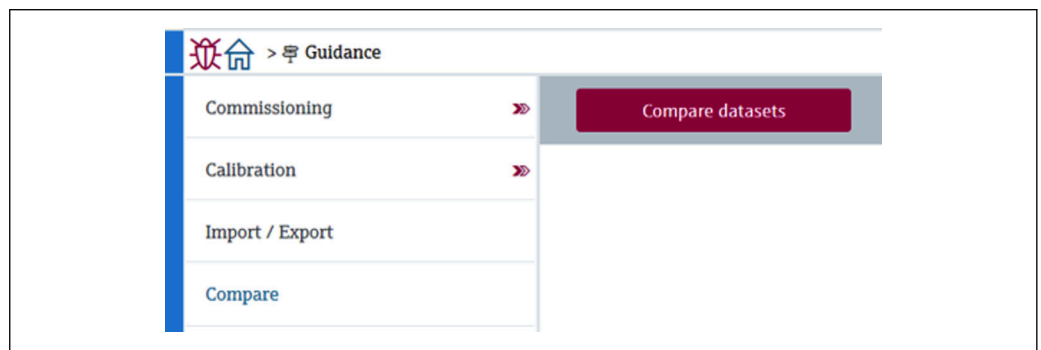 > Guidance
Commissioning
Compare datasets
Calibration
Import / Export
Compare